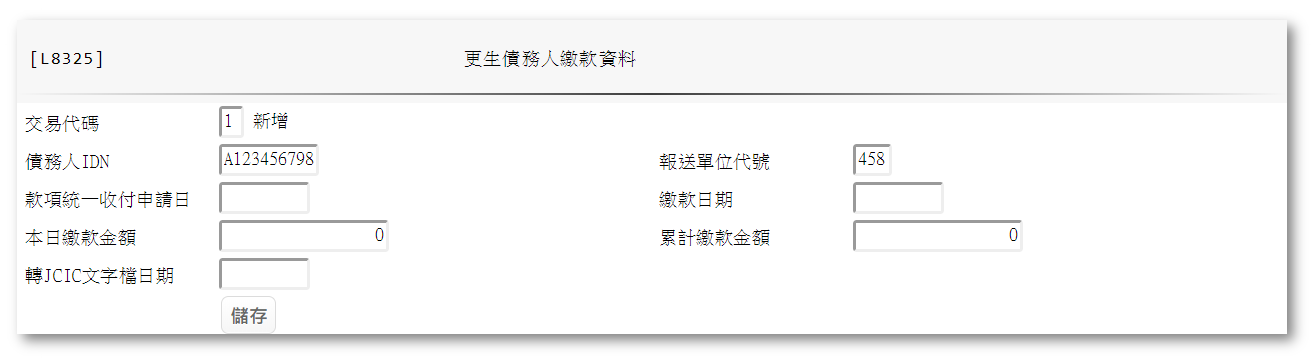 [L8325] 更生債務人繳款資料
交易代碼 1 新增
債務人IDN A123456798 報送單位代號 458
款項統一收付申請日 繳款日期
本日繳款金額 0 累計繳款金額 0
轉JCIC文字檔日期
儲存